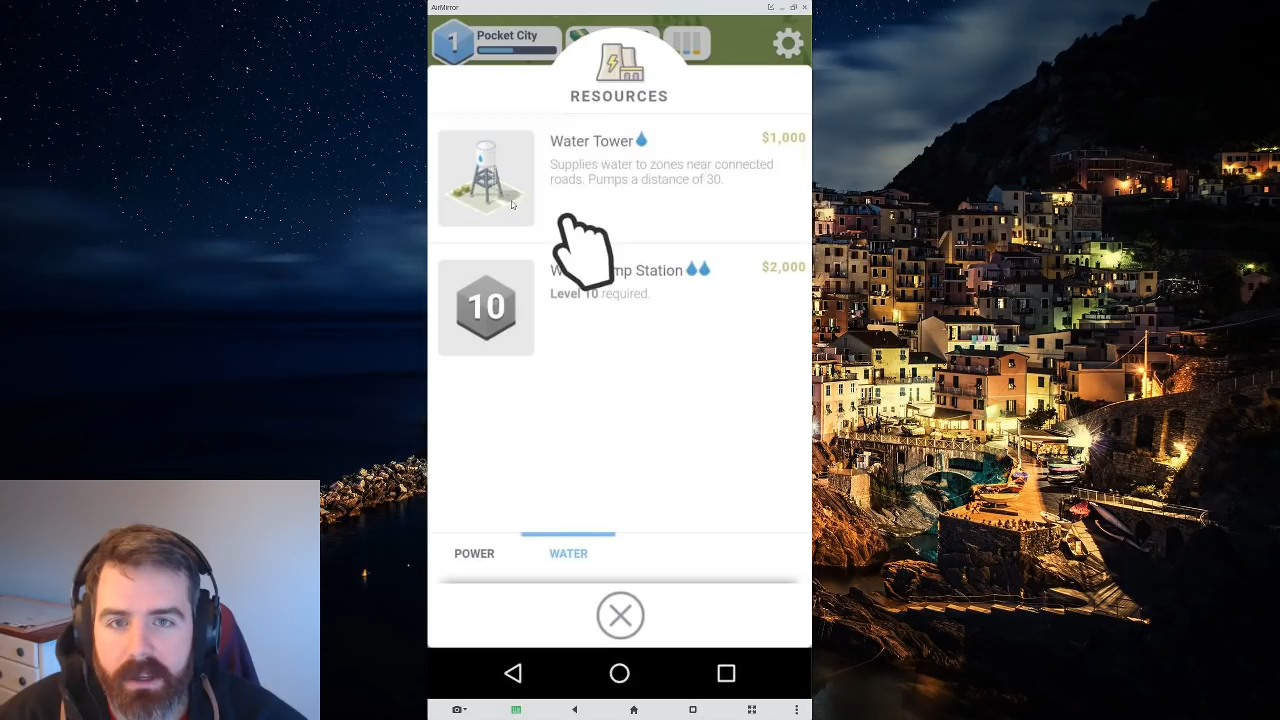 AirMirror
1
Pocket City
RESOURCES
Water Tower
$1,000
Supplies water to zones near connected
roads. Pumps a distance of 30.
mp Station
$2,000
10
Level 10 required.
POWER
WATER